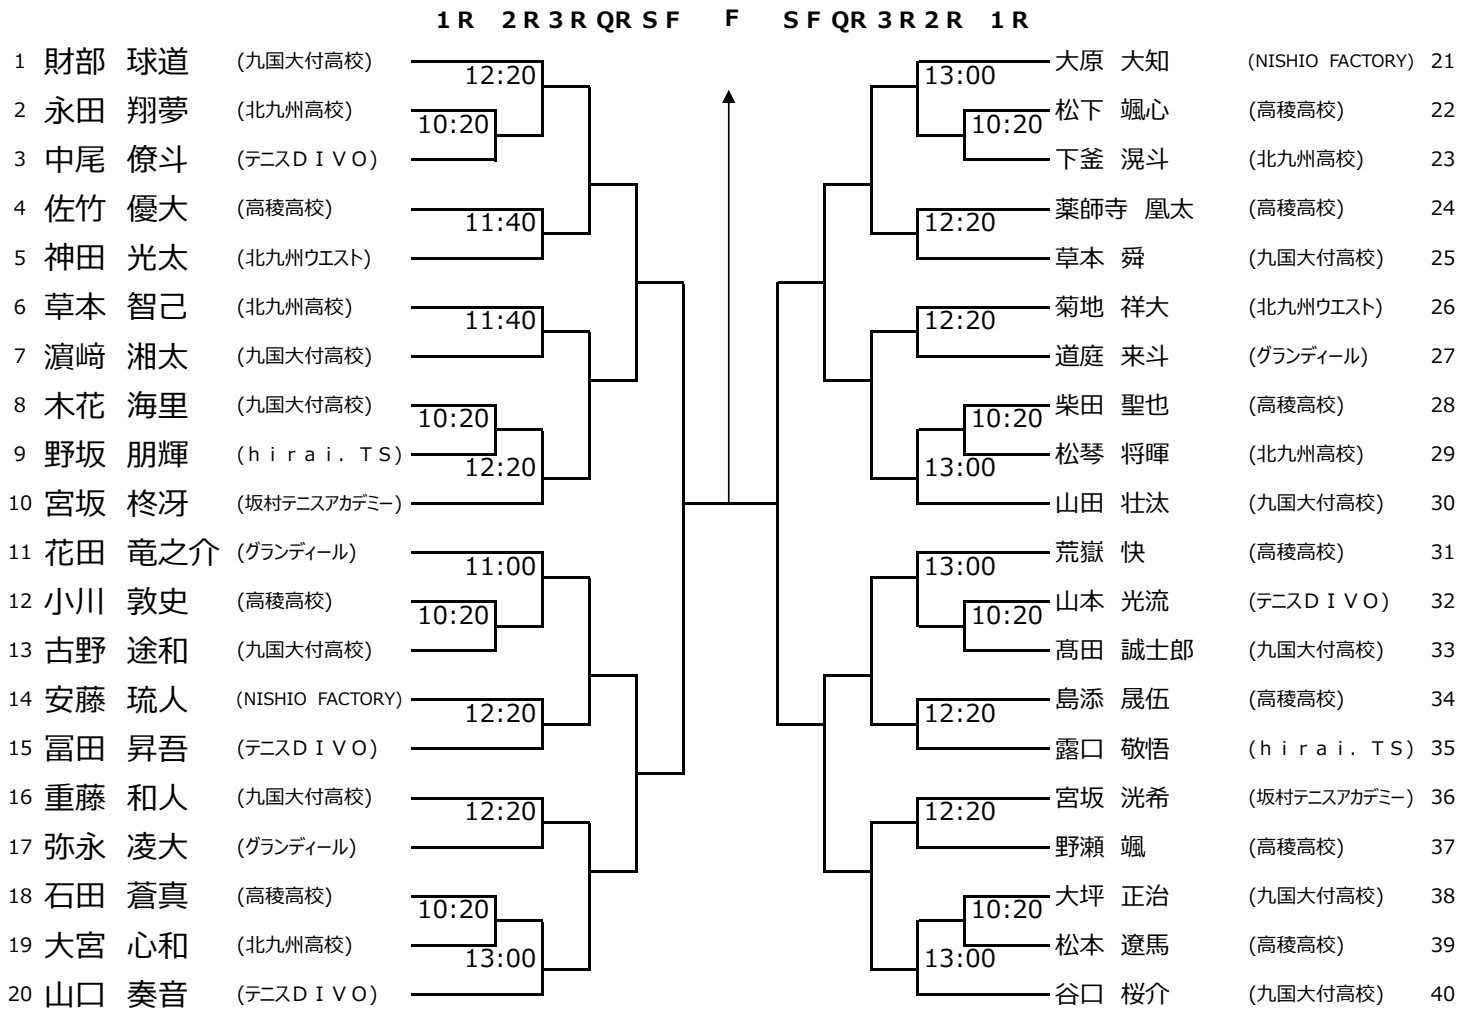 1 R 2 R 3 R QR S F F S F QR 3 R 2 R 1 R
1 財部 球道 (九国大付高校) 12:20 13:00 大原 大知 (NISHIO FACTORY) 21
2 永田 翔夢 (北九州高校) 10:20 10:20 松下 颯心 (高稜高校) 22
3 中尾 僚斗 (テニスDIVO) 下釜 滉斗 (北九州高校) 23
4 佐竹 優大 (高稜高校) 11:40 12:20 薬師寺 凰太 (高稜高校) 24
5 神田 光太 (北九州ウエスト) 草本 舜 (九国大付高校) 25
6 草本 智己 (北九州高校) 11:40 12:20 菊地 祥大 (北九州ウエスト) 26
7 濵﨑 湘太 (九国大付高校) 道庭 来斗 (グランディール) 27
8 木花 海里 (九国大付高校) 10:20 10:20 柴田 聖也 (高稜高校) 28
9 野坂 朋輝 (hirai. TS) 12:20 13:00 松琴 将暉 (北九州高校) 29
10 宮坂 柊冴 (坂村テニスアカデミー) 山田 壮汰 (九国大付高校) 30
11 花田 竜之介 (グランディール) 11:00 13:00 荒嶽 快 (高稜高校) 31
12 小川 敦史 (高稜高校) 10:20 10:20 山本 光流 (テニスDIVO) 32
13 古野 途和 (九国大付高校) 髙田 誠士郎 (九国大付高校) 33
14 安藤 琉人 (NISHIO FACTORY) 12:20 12:20 島添 晟伍 (高稜高校) 34
15 冨田 昇吾 (テニスDIVO) 露口 敬悟 (hirai. TS) 35
16 重藤 和人 (九国大付高校) 12:20 12:20 宮坂 洸希 (坂村テニスアカデミー) 36
17 弥永 凌大 (グランディール) 野瀬 颯 (高稜高校) 37
18 石田 蒼真 (高稜高校) 10:20 10:20 大坪 正治 (九国大付高校) 38
19 大宮 心和 (北九州高校) 13:00 13:00 松本 遼馬 (高稜高校) 39
20 山口 奏音 (テニスDIVO) 谷口 桜介 (九国大付高校) 40